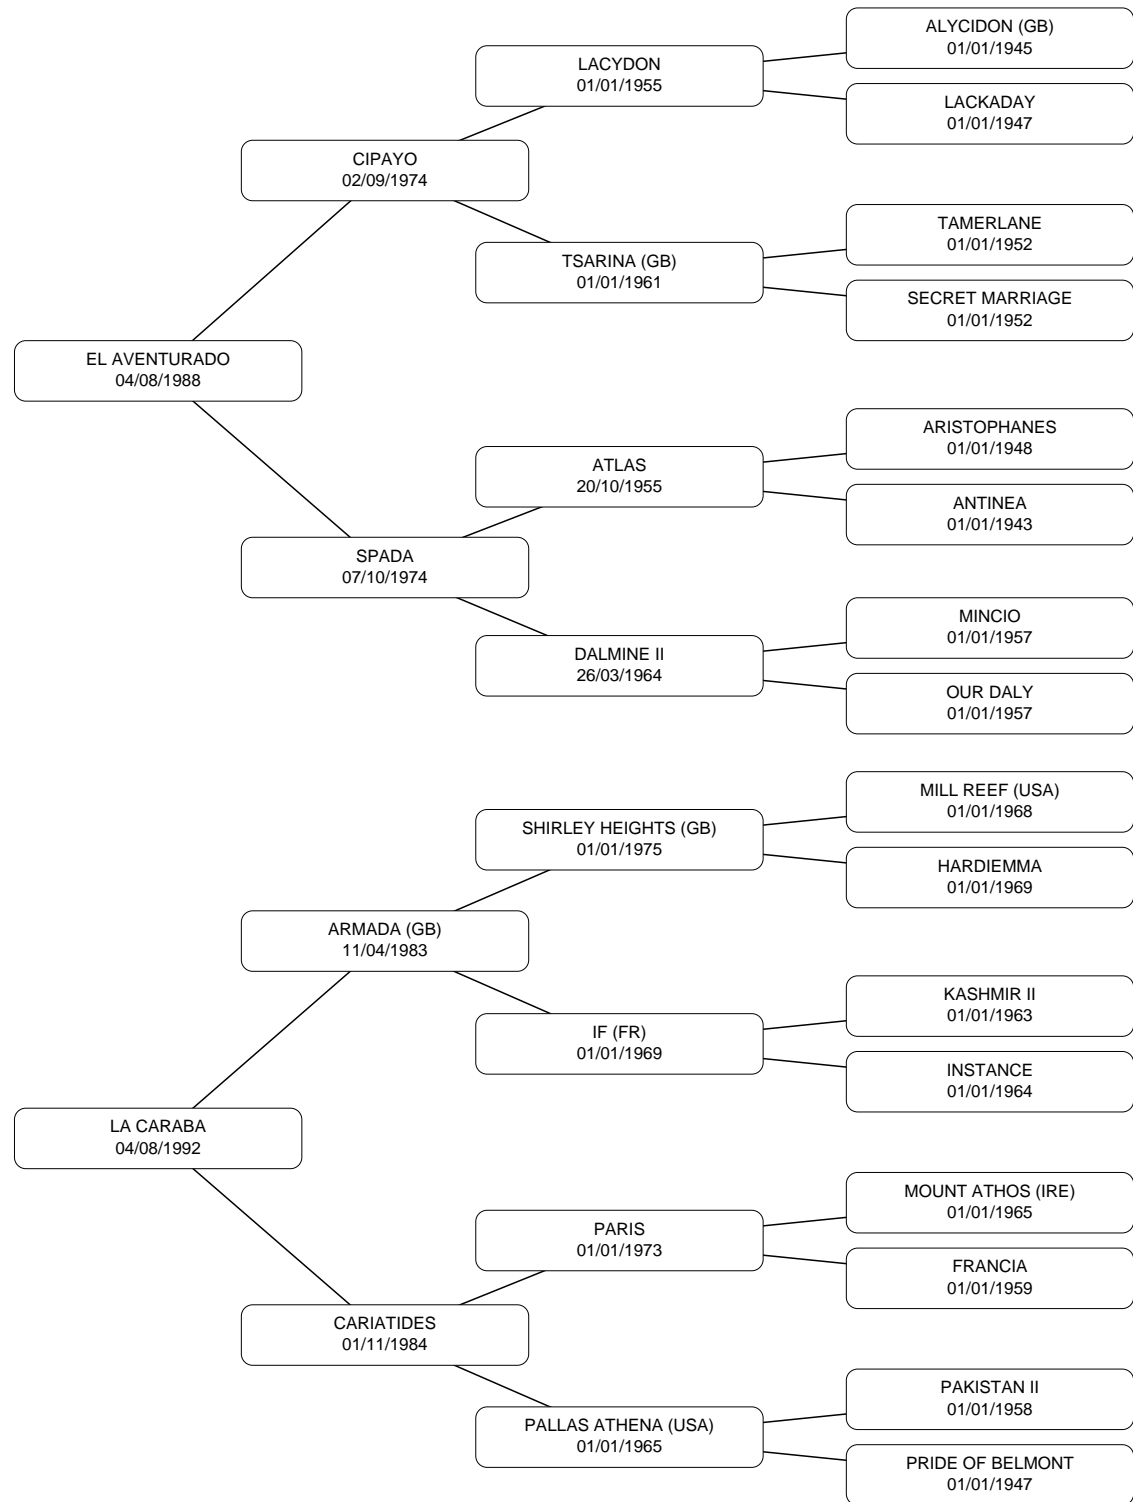 ALYCIDON (GB)
01/01/1945
LACYDON
01/01/1955
LACKADAY
01/01/1947
CIPAYO
02/09/1974
TAMERLANE
01/01/1952
TSARINA (GB)
01/01/1961
SECRET MARRIAGE
01/01/1952
EL AVENTURADO
04/08/1988
ARISTOPHANES
01/01/1948
ATLAS
20/10/1955
ANTINEA
01/01/1943
SPADA
07/10/1974
MINCIO
01/01/1957
DALMINE II
26/03/1964
OUR DALY
01/01/1957
MILL REEF (USA)
01/01/1968
SHIRLEY HEIGHTS (GB)
01/01/1975
HARDIEMMA
01/01/1969
ARMADA (GB)
11/04/1983
KASHMIR II
01/01/1963
IF (FR)
01/01/1969
INSTANCE
01/01/1964
LA CARABA
04/08/1992
MOUNT ATHOS (IRE)
01/01/1965
PARIS
01/01/1973
FRANCIA
01/01/1959
CARIATIDES
01/11/1984
PAKISTAN II
01/01/1958
PALLAS ATHENA (USA)
01/01/1965
PRIDE OF BELMONT
01/01/1947